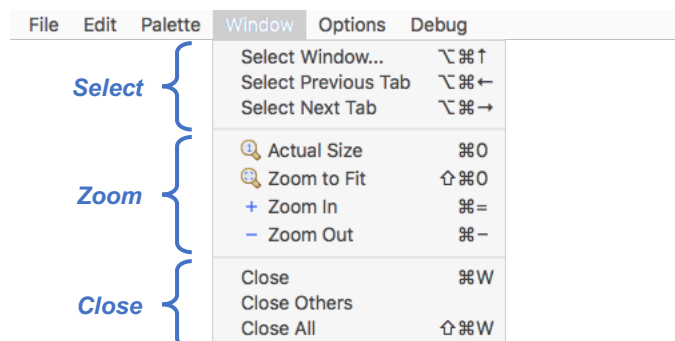 File Edit Palette Window Options Debug
Select
Select Window... ⌥⌘↑
Select Previous Tab ⌥⌘←
Select Next Tab ⌥⌘→
Zoom
Actual Size ⌘0
Zoom to Fit ⇧⌘0
+ Zoom In ⌘=
− Zoom Out ⌘−
Close
Close ⌘W
Close Others
Close All ⇧⌘W